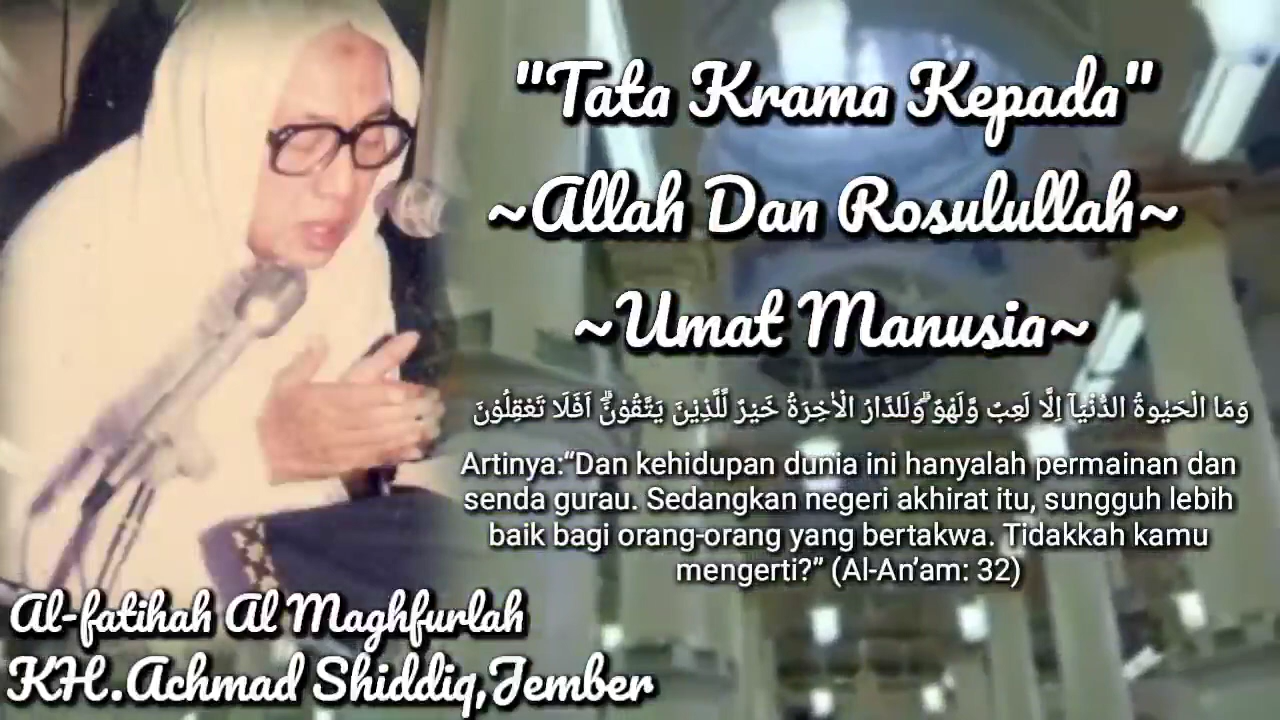 "Tata Krama Kepada"
~Allah Dan Rosulullah~
~Umat Manusia~
وَمَا الْحَيٰوةُ الدُّنْيَآ اِلَّا لَعِبٌ وَّلَهْوٌ ۗوَلَلدَّارُ الْاٰخِرَةُ خَيْرٌ لِّلَّذِيْنَ يَتَّقُوْنَۗ اَفَلَا تَعْقِلُوْنَ
Artinya:“Dan kehidupan dunia ini hanyalah permainan dan
senda gurau. Sedangkan negeri akhirat itu, sungguh lebih
baik bagi orang-orang yang bertakwa. Tidakkah kamu
mengerti?” (Al-An’am: 32)
Al-fatihah Al Maghfurlah
KH.Achmad Shiddiq,Jember